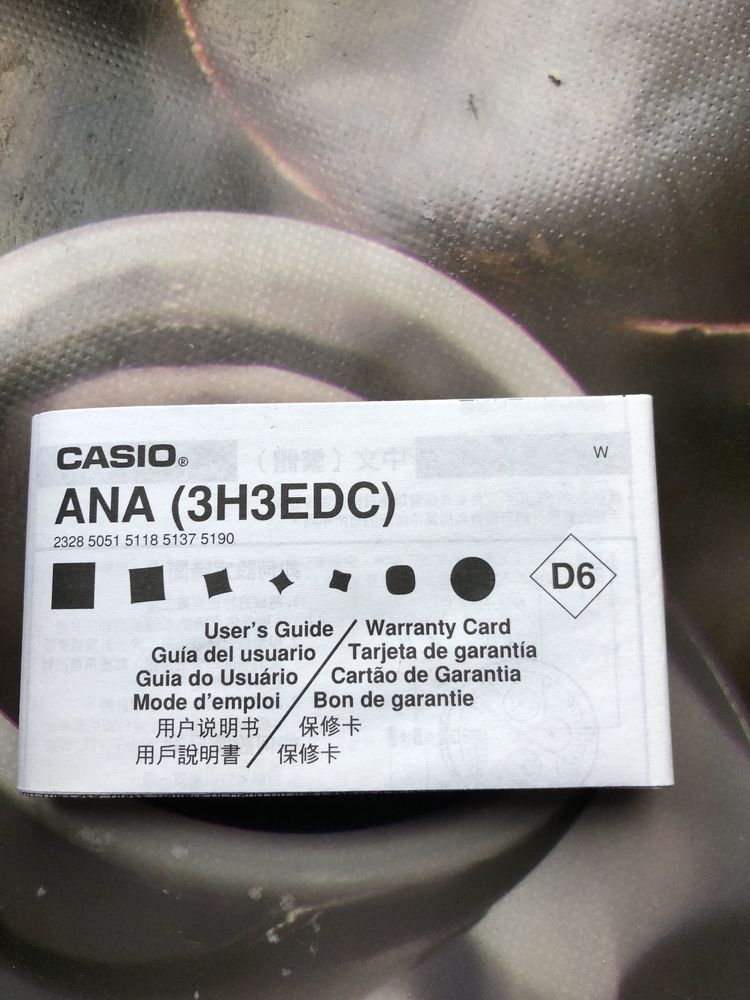 CASIO®
W
ANA (3H3EDC)
2328 5051 5118 5137 5190
D6
User's Guide / Warranty Card
Guía del usuario / Tarjeta de garantía
Guia do Usuário / Cartão de Garantia
Mode d'emploi / Bon de garantie
用户说明书 / 保修卡
用戶說明書 / 保修卡